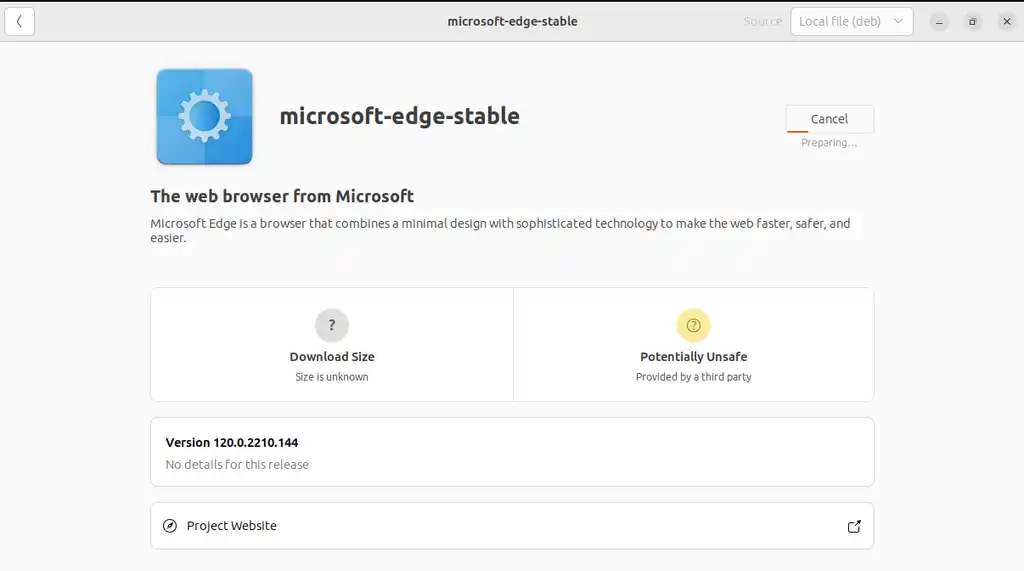 microsoft-edge-stable
Source
Local file (deb)
microsoft-edge-stable
Cancel
Preparing...
The web browser from Microsoft
Microsoft Edge is a browser that combines a minimal design with sophisticated technology to make the web faster, safer, and
easier.
?
?
Download Size
Potentially Unsafe
Size is unknown
Provided by a third party
Version 120.0.2210.144
No details for this release
Project Website